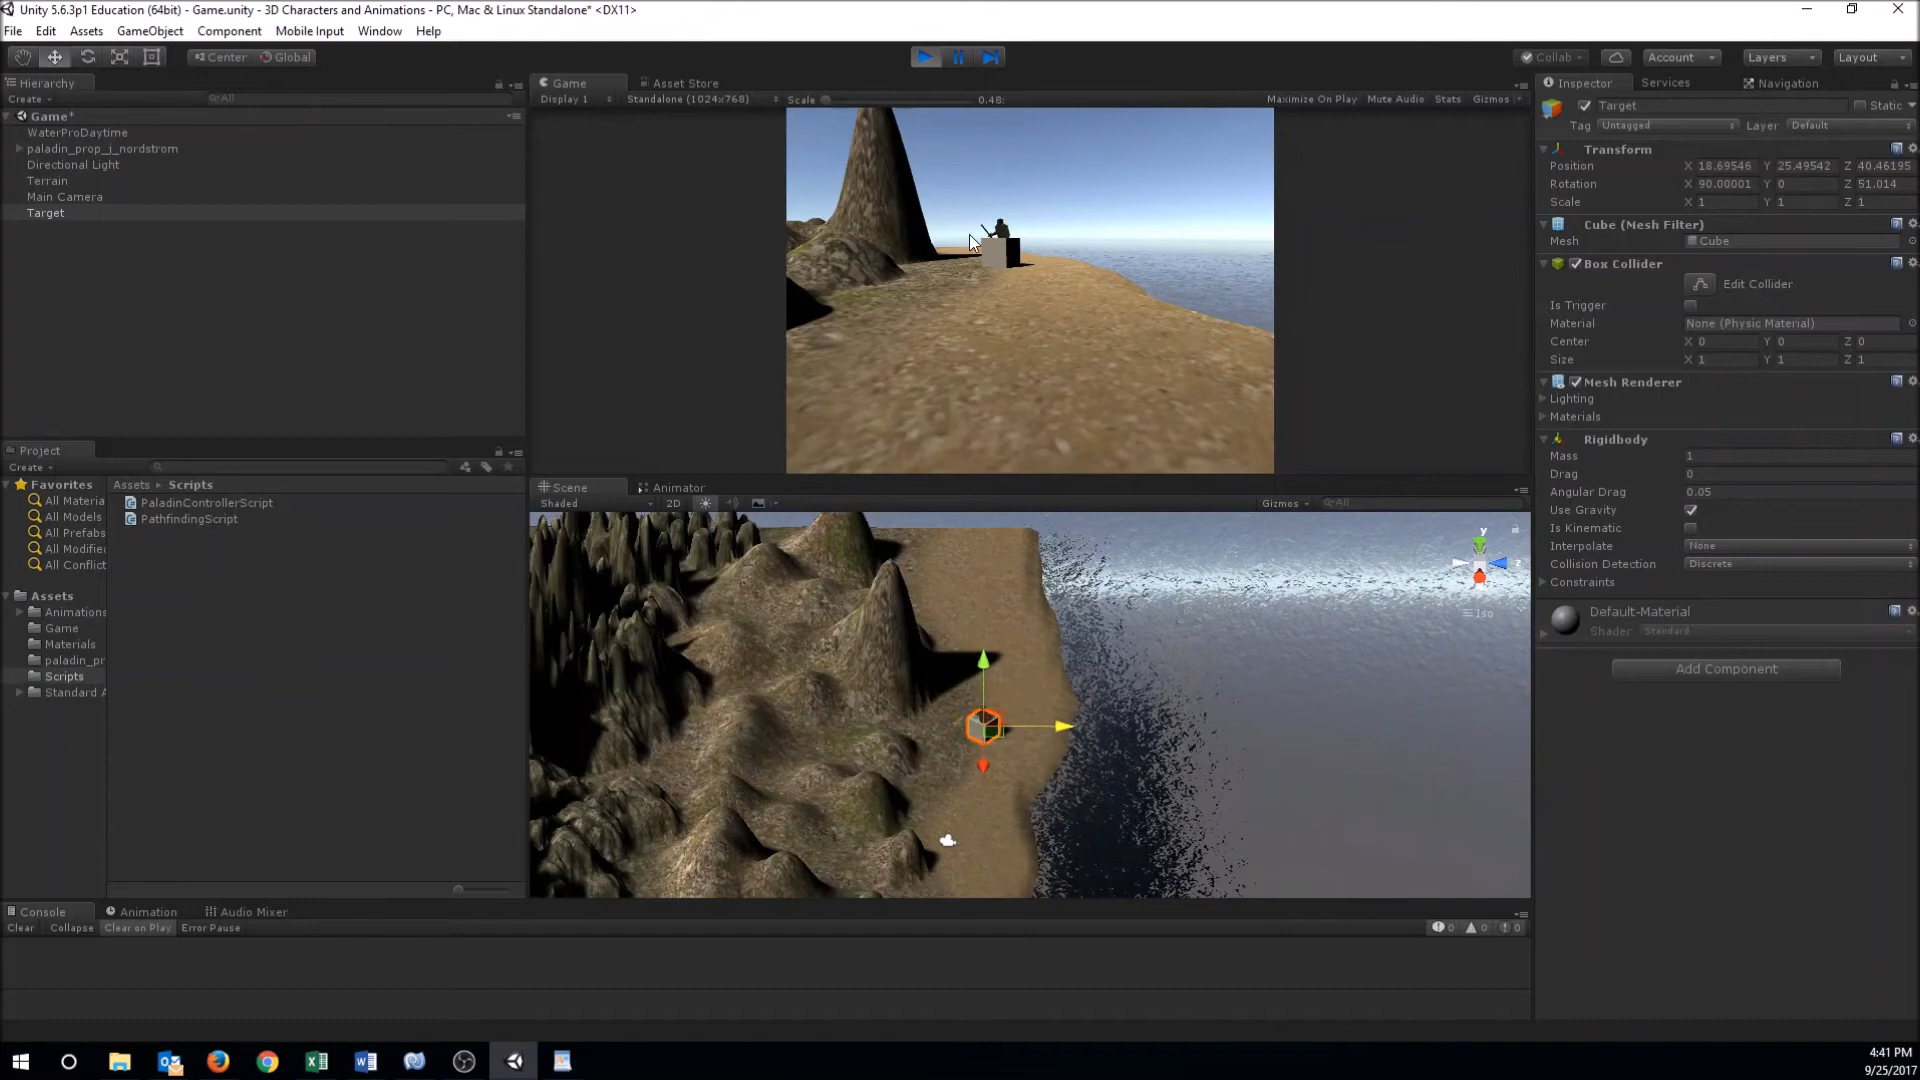 Unity 5.6.3p1 Education (64bit) - Game.unity - 3D Characters and Animations - PC, Mac & Linux Standalone* <DX11>
File Edit Assets GameObject Component Mobile Input Window Help
Center Global
Collab Account Layers Layout
Hierarchy
Create All
Game*
WaterProDaytime
paladin_prop_j_nordstrom
Directional Light
Terrain
Main Camera
Target
Game Asset Store
Display 1 Standalone (1024x768) Scale 0.48: Maximize On Play Mute Audio Stats Gizmos
Project
Create
Favorites
All Materia
All Models
All Prefabs
All Modifie
All Conflict
Assets
Animations
Game
Materials
paladin_pr
Scripts
Standard A
Assets Scripts
PaladinControllerScript
PathfindingScript
Scene Animator
Shaded 2D Gizmos All
y
z
Iso
Console Animation Audio Mixer
Clear Collapse Clear on Play Error Pause 0 0 0
Inspector Services Navigation
Target Static
Tag Untagged Layer Default
Transform
Position X 18.69546 Y 25.49542 Z 40.46195
Rotation X 90.00001 Y 0 Z 51.014
Scale X 1 Y 1 Z 1
Cube (Mesh Filter)
Mesh Cube
Box Collider
Edit Collider
Is Trigger
Material None (Physic Material)
Center X 0 Y 0 Z 0
Size X 1 Y 1 Z 1
Mesh Renderer
Lighting
Materials
Rigidbody
Mass 1
Drag 0
Angular Drag 0.05
Use Gravity
Is Kinematic
Interpolate None
Collision Detection Discrete
Constraints
Default-Material
Shader Standard
Add Component
4:41 PM
9/25/2017